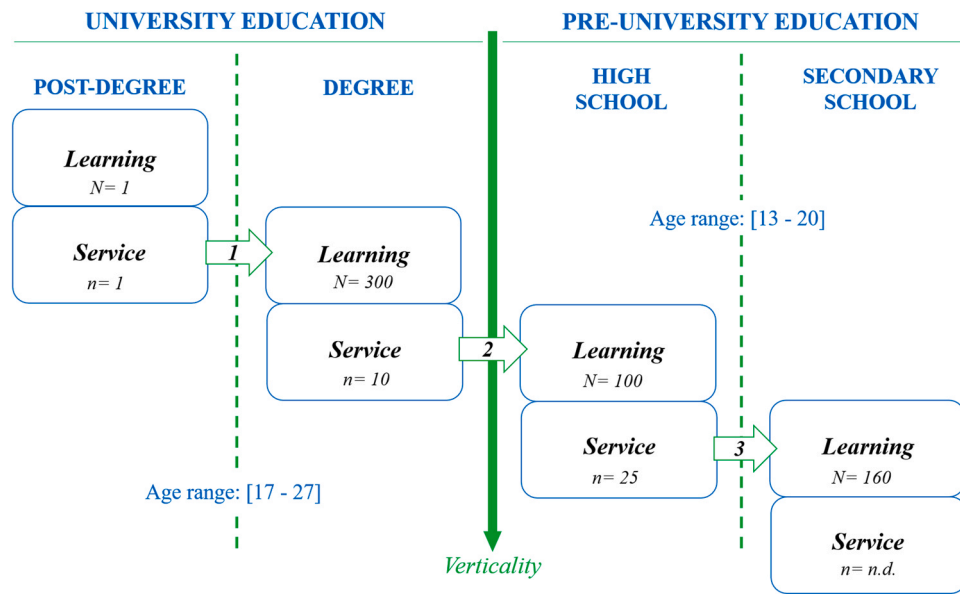 UNIVERSITY EDUCATION
PRE-UNIVERSITY EDUCATION
POST-DEGREE
DEGREE
HIGH
SCHOOL
SECONDARY
SCHOOL
Learning
N= 1
Service
n= 1
1
Learning
N= 300
Service
n= 10
2
Age range: [13 - 20]
Learning
N= 100
Service
n= 25
3
Learning
N= 160
Service
n= n.d.
Age range: [17 - 27]
Verticality